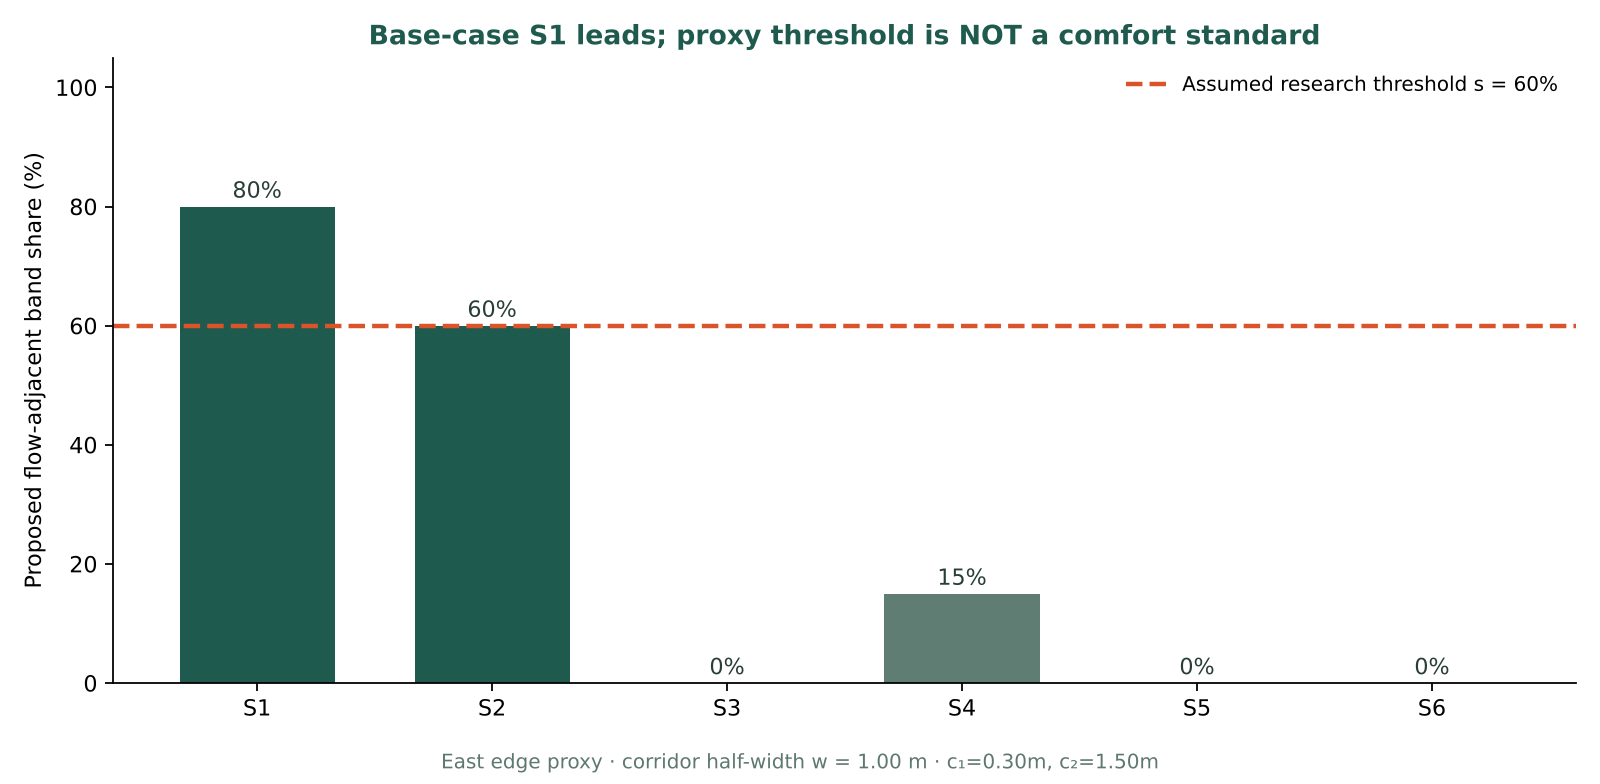 Base-case S1 leads; proxy threshold is NOT a comfort standard
Assumed research threshold s = 60%
Proposed flow-adjacent band share (%)
100
80
60
40
20
0
80%
60%
0%
15%
0%
0%
S1 S2 S3 S4 S5 S6
East edge proxy · corridor half-width w = 1.00 m · c₁=0.30m, c₂=1.50m